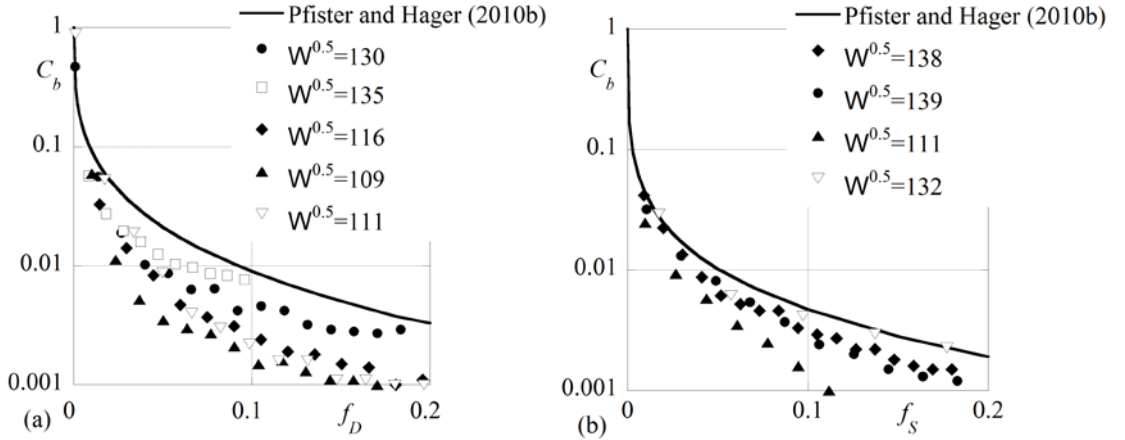 Pfister and Hager (2010b)
W^0.5=130
W^0.5=135
W^0.5=116
W^0.5=109
W^0.5=111
1
C_b
0.1
0.01
0.001
0
0.1
0.2
f_D
(a)
Pfister and Hager (2010b)
W^0.5=138
W^0.5=139
W^0.5=111
W^0.5=132
1
C_b
0.1
0.01
0.001
0
0.1
0.2
f_S
(b)